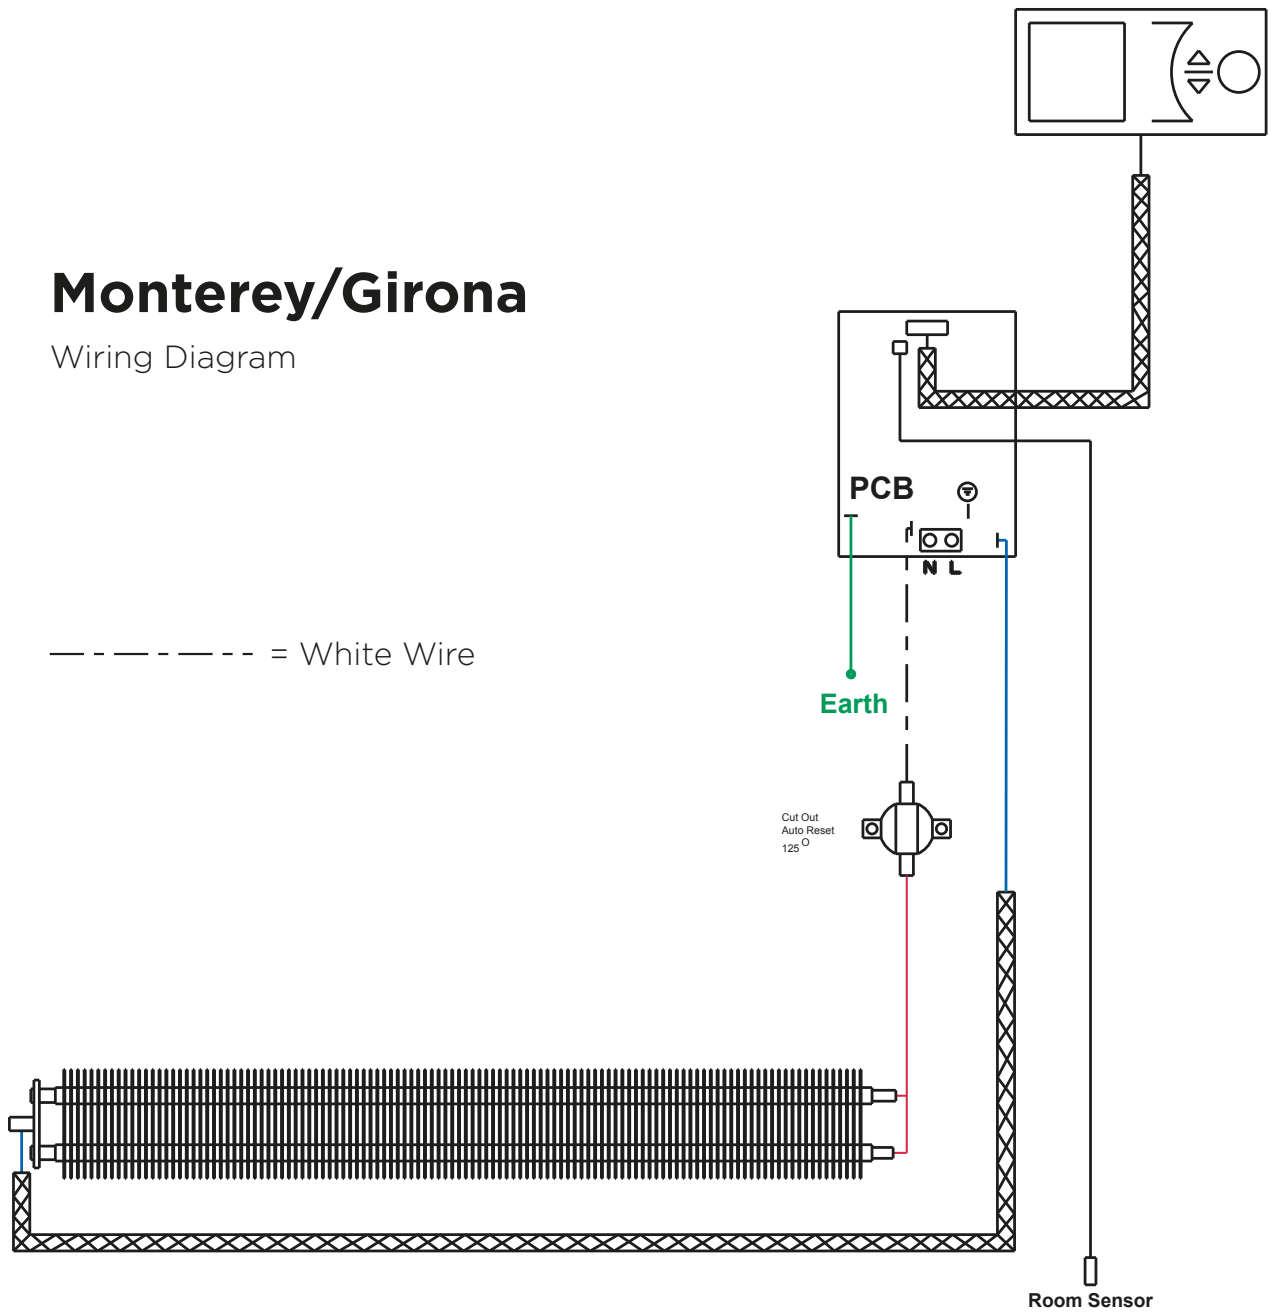 Monterey/Girona
Wiring Diagram
PCB
N L
= White Wire
Earth
Cut Out
Auto Reset
125 O
Room Sensor